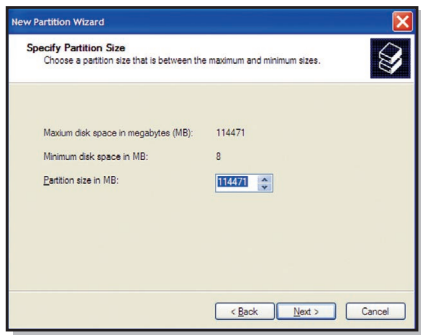 New Partition Wizard
Specify Partition Size
Choose a partition size that is between the maximum and minimum sizes.
Maxium disk space in megabytes (MB): 114471
Minimum disk space in MB: 8
Partition size in MB: 114471
< Back Next > Cancel